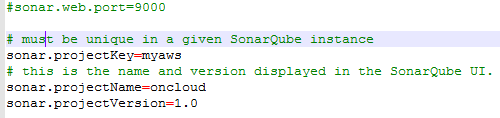 #sonar.web.port=9000
# must be unique in a given SonarQube instance
sonar.projectKey=myaws
# this is the name and version displayed in the SonarQube UI.
sonar.projectName=oncloud
sonar.projectVersion=1.0